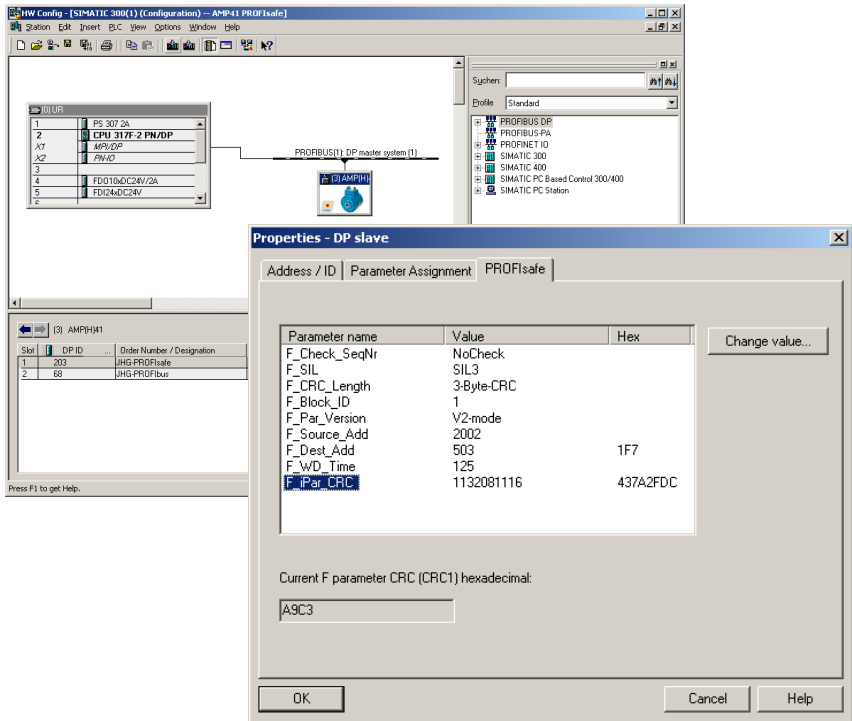 HW Config - [SIMATIC 300(1) (Configuration) -- AMP41 PROFIsafe]
Station Edit Insert PLC View Options Window Help
(0) UR
1 PS 307 2A
2 CPU 317F-2 PN/DP
X1 MPI/DP
X2 PN-IO
3
4 FDO10xDC24V/2A
5 FDI24xDC24V
PROFIBUS(1): DP master system (1)
(3) AMP(H)
Suchen:
Profile Standard
PROFIBUS DP
PROFIBUS-PA
PROFINET IO
SIMATIC 300
SIMATIC 400
SIMATIC PC Based Control 300/400
SIMATIC PC Station
(3) AMP(H)41
Slot DP ID ... Order Number / Designation
1 203 JHG-PROFIsafe
2 68 JHG-PROFIbus
Press F1 to get Help.
Properties - DP slave
Address / ID Parameter Assignment PROFIsafe
Parameter name Value Hex
F_Check_SeqNr NoCheck
F_SIL SIL3
F_CRC_Length 3-Byte-CRC
F_Block_ID 1
F_Par_Version V2-mode
F_Source_Add 2002
F_Dest_Add 503 1F7
F_WD_Time 125
F_iPar_CRC 1132081116 437A2FDC
Change value...
Current F parameter CRC (CRC1) hexadecimal:
A9C3
OK Cancel Help